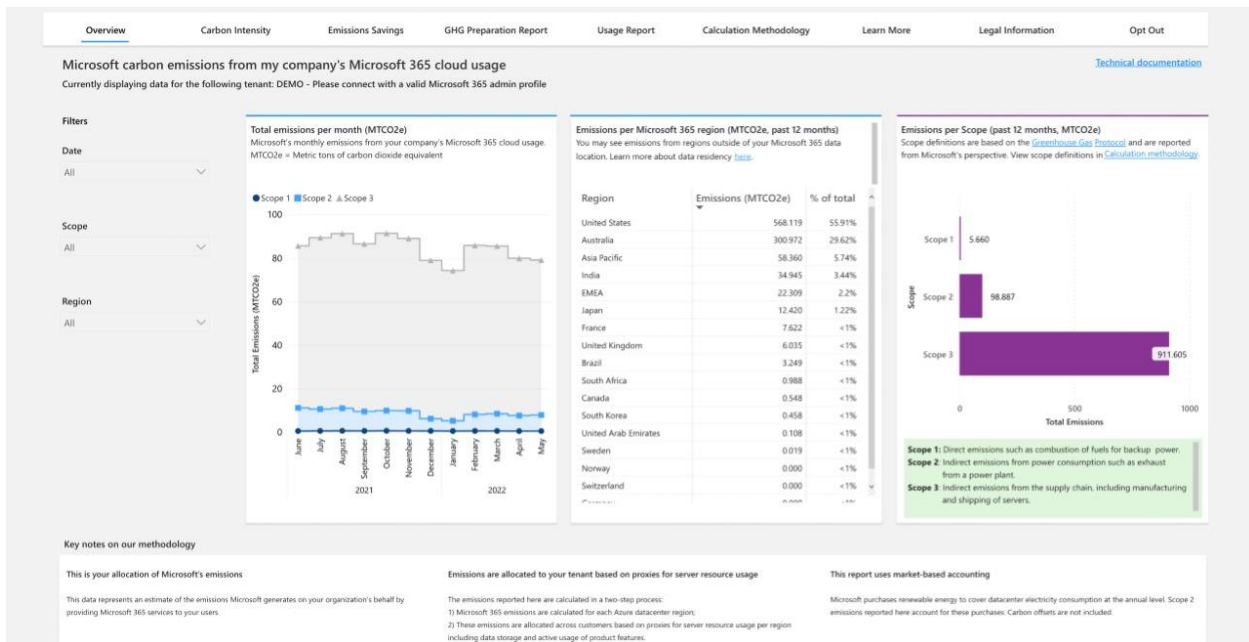 Overview
Carbon Intensity
Emissions Savings
GHG Preparation Report
Usage Report
Calculation Methodology
Learn More
Legal Information
Opt Out
Microsoft carbon emissions from my company's Microsoft 365 cloud usage
Technical documentation
Currently displaying data for the following tenant: DEMO - Please connect with a valid Microsoft 365 admin profile
Filters
Date
All
Scope
All
Region
All
Total emissions per month (MTCO2e)
Microsoft's monthly emissions from your company's Microsoft 365 cloud usage.
MTCO2e = Metric tons of carbon dioxide equivalent
Scope 1 Scope 2 Scope 3
Total Emissions (MTCO2e)
100
80
60
40
20
0
June
July
August
September
October
November
December
January
February
March
April
May
2021
2022
Emissions per Microsoft 365 region (MTCO2e, past 12 months)
You may see emissions from regions outside of your Microsoft 365 data
location. Learn more about data residency here.
Region Emissions (MTCO2e) % of total
United States 568.119 55.91%
Australia 300.972 29.62%
Asia Pacific 58.360 5.74%
India 34.945 3.44%
EMEA 22.309 2.2%
Japan 12.420 1.22%
France 7.622 <1%
United Kingdom 6.035 <1%
Brazil 3.249 <1%
South Africa 0.988 <1%
Canada 0.548 <1%
South Korea 0.458 <1%
United Arab Emirates 0.108 <1%
Sweden 0.019 <1%
Norway 0.000 <1%
Switzerland 0.000 <1%
Emissions per Scope (past 12 months, MTCO2e)
Scope definitions are based on the Greenhouse Gas Protocol and are reported
from Microsoft's perspective. View scope definitions in Calculation methodology.
Scope
Scope 1 5.660
Scope 2 98.887
Scope 3 911.605
0 500 1000
Total Emissions
Scope 1: Direct emissions such as combustion of fuels for backup power.
Scope 2: Indirect emissions from power consumption such as exhaust
from a power plant.
Scope 3: Indirect emissions from the supply chain, including manufacturing
and shipping of servers.
Key notes on our methodology
This is your allocation of Microsoft's emissions
This data represents an estimate of the emissions Microsoft generates on your organization's behalf by
providing Microsoft 365 services to your users.
Emissions are allocated to your tenant based on proxies for server resource usage
The emissions reported here are calculated in a two-step process:
1) Microsoft 365 emissions are calculated for each Azure datacenter region;
2) These emissions are allocated across customers based on proxies for server resource usage per region
including data storage and active usage of product features.
This report uses market-based accounting
Microsoft purchases renewable energy to cover datacenter electricity consumption at the annual level. Scope 2
emissions reported here account for these purchases. Carbon offsets are not included.